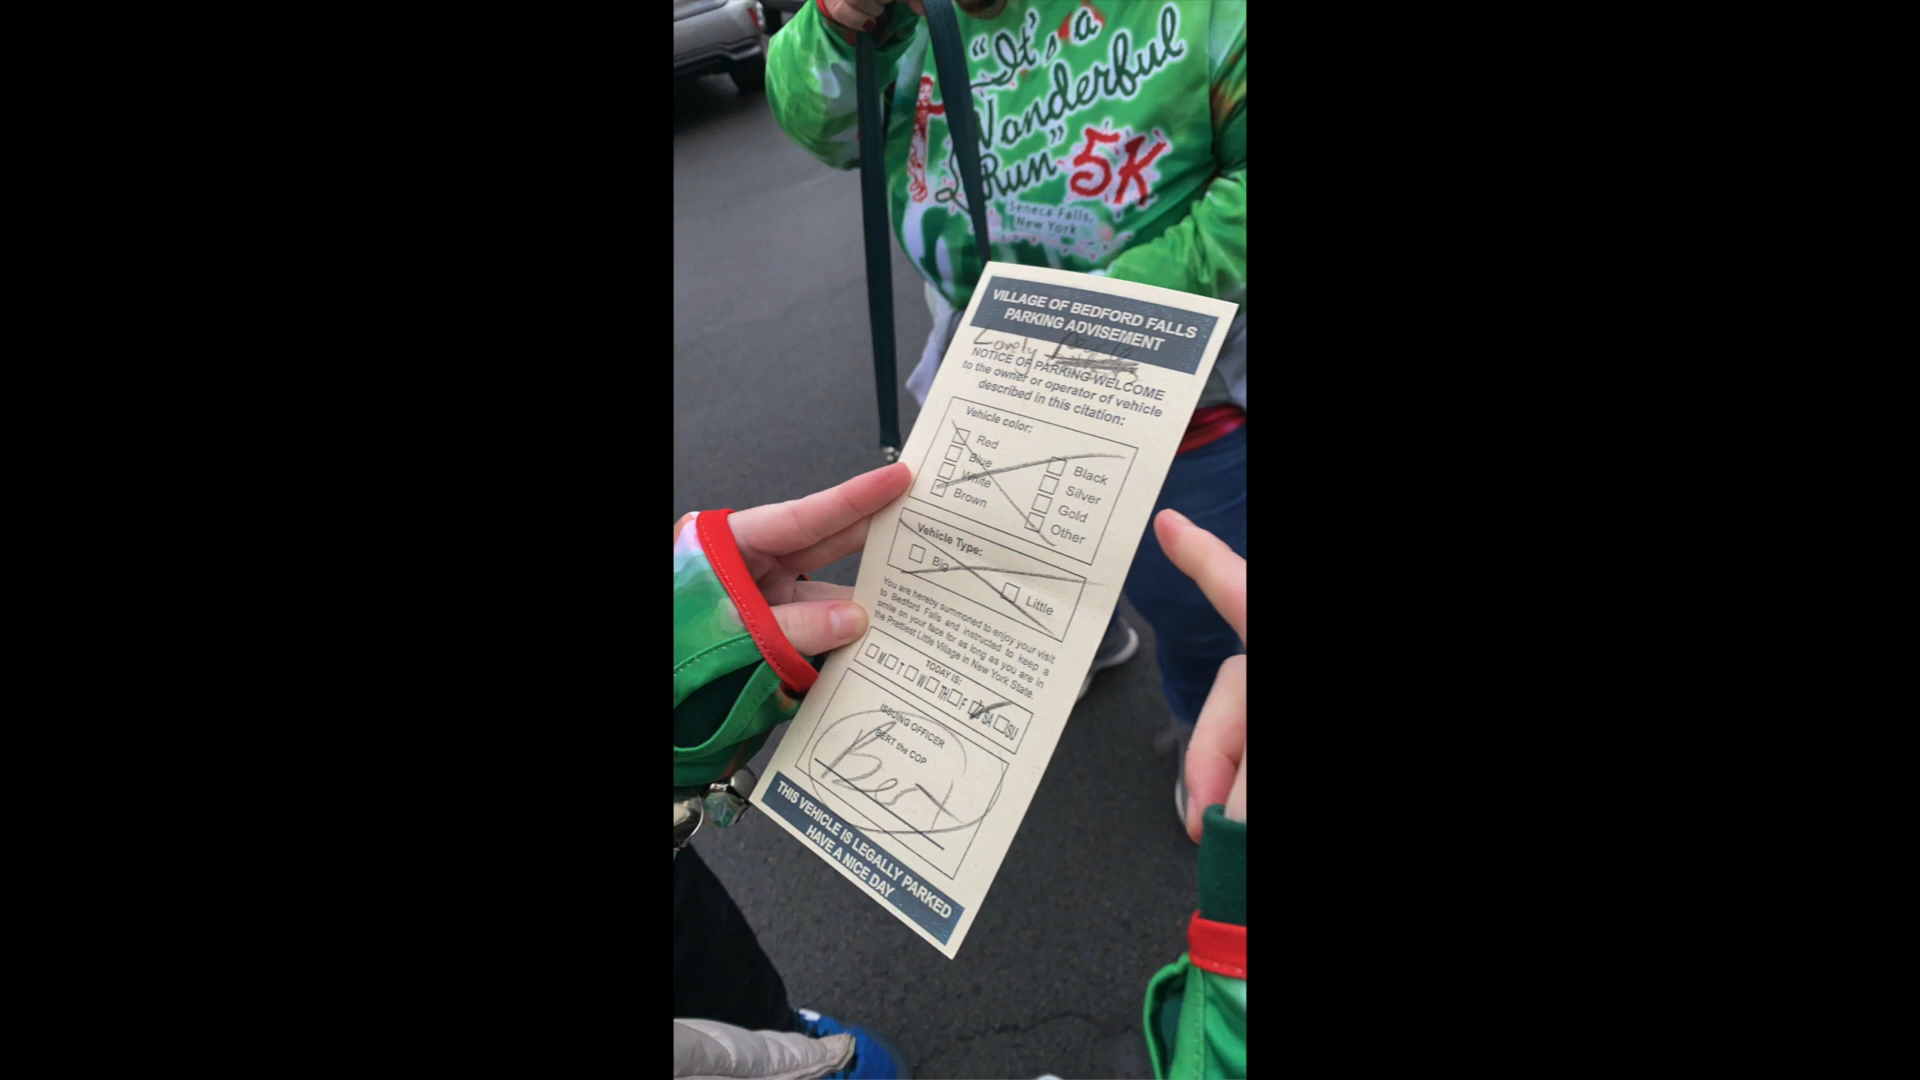 "It's a
Wonderful
Run" 5K
Seneca Falls,
New York
VILLAGE OF BEDFORD FALLS
PARKING ADVISEMENT
Lovely
NOTICE OF PARKING WELCOME
to the owner or operator of vehicle
described in this citation:
Vehicle color:
Red
Blue
White
Brown
Black
Silver
Gold
Other
Vehicle Type:
Big
Little
You are hereby summoned to enjoy your visit
to Bedford Falls and instructed to keep a
smile on your face for as long as you are in
the Prettiest Little Village in New York State.
TODAY IS:
M T W TH F SA SU
ISSUING OFFICER
BERT the COP
Bert
THIS VEHICLE IS LEGALLY PARKED
HAVE A NICE DAY